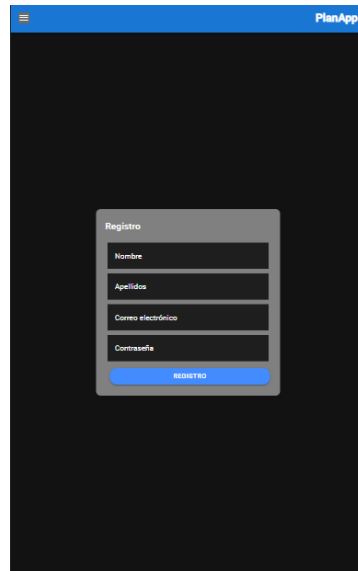 PlanApp
Registro
Nombre
Apellidos
Correo electrónico
Contraseña
REGISTRO